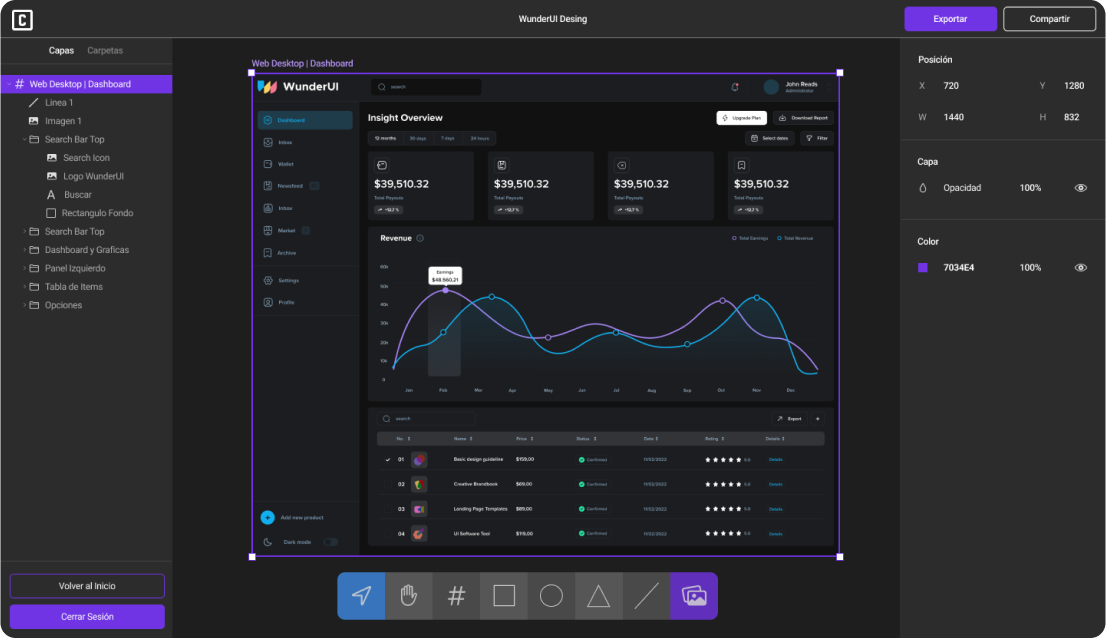 C
WunderUI Desing
Exportar
Compartir
Capas
Carpetas
Web Desktop | Dashboard
Linea 1
Imagen 1
Search Bar Top
Search Icon
Logo WunderUI
A Buscar
Rectangulo Fondo
Search Bar Top
Dashboard y Graficas
Panel Izquierdo
Tabla de Items
Opciones
Volver al Inicio
Cerrar Sesión
Web Desktop | Dashboard
WunderUI
search
John Reads
Administrator
Dashboard
Inbox
Wallet
Newsfeed
Inbox
Market
Archive
Settings
Profile
Add new product
Dark mode
Insight Overview
Upgrade Plan
Download Report
12 months
30 days
7 days
24 hours
Select dates
Filter
$39,510.32
Total Payouts
$39,510.32
Total Payouts
$39,510.32
Total Payouts
$39,510.32
Total Payouts
Revenue
Total Earnings
Total Revenue
60k
50k
40k
30k
20k
10k
0
Earnings
$48.560,21
Jan
Feb
Mar
Apr
May
Jun
Jul
Aug
Sep
Oct
Nov
Dec
search
Export
No.
Name
Price
Status
Date
Rating
Details
01
Basic design guideline
$159.00
Confirmed
11/02/2022
5.0
Details
02
Creative Brandbook
$69.00
Confirmed
11/02/2022
5.0
Details
03
Landing Page Templates
$89.00
Confirmed
11/02/2022
5.0
Details
04
UI Software Tool
$119.00
Confirmed
11/02/2022
5.0
Details
Posición
X 720
Y 1280
W 1440
H 832
Capa
Opacidad
100%
Color
7034E4
100%